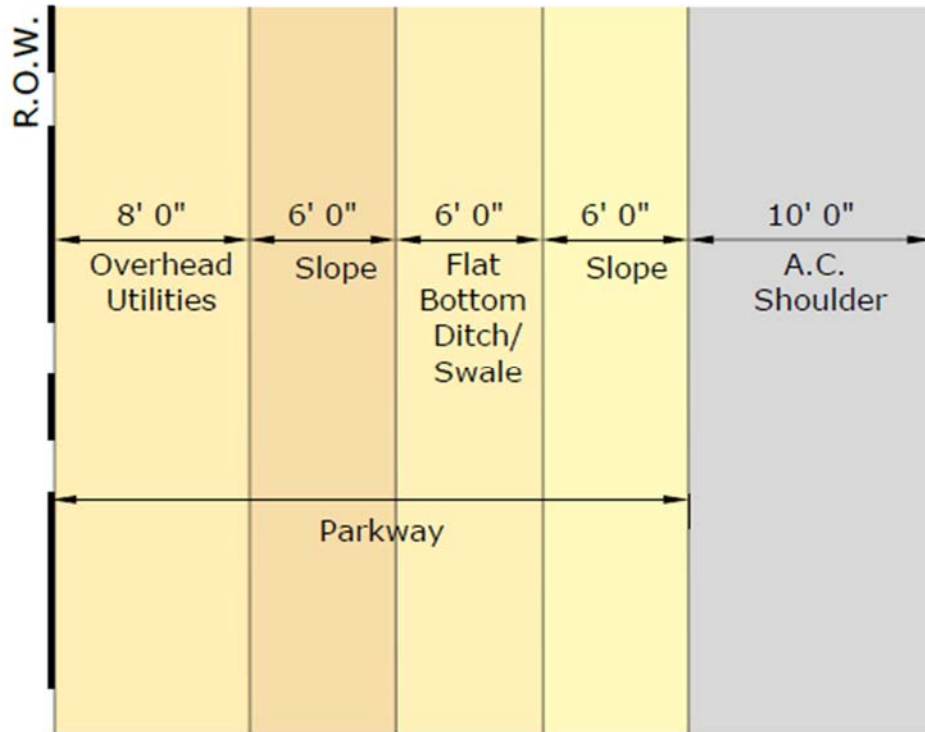 R.O.W.
8' 0"
6' 0"
6' 0"
6' 0"
10' 0"
Overhead
Utilities
Slope
Flat
Bottom
Ditch/
Swale
Slope
A.C.
Shoulder
Parkway